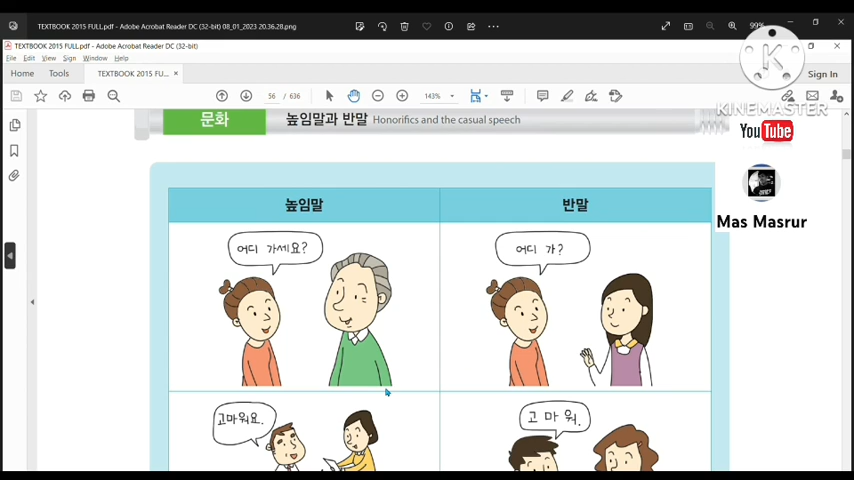 TEXTBOOK 2015 FULL.pdf - Adobe Acrobat Reader DC (32-bit) 08_01_2023 20.36.28.png
99%
TEXTBOOK 2015 FULL.pdf - Adobe Acrobat Reader DC (32-bit)
File Edit View Sign Window Help
Home Tools TEXTBOOK 2015 FU... × Sign In
56 / 636 143%
KINEMASTER
YouTube
Mas Masrur
문화 높임말과 반말 Honorifics and the casual speech
높임말 반말
어디 가세요? 어디 가?
고마워요. 고 마 워.